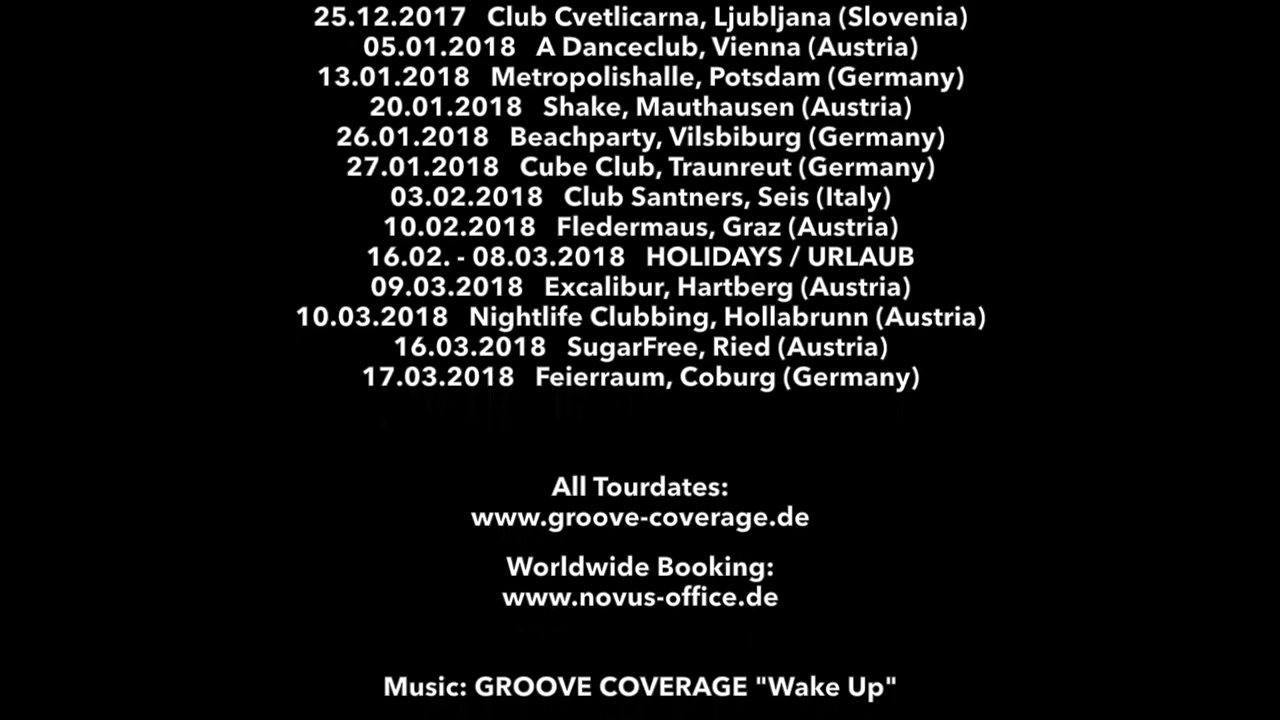 25.12.2017 Club Cvetlicarna, Ljubljana (Slovenia)
05.01.2018 A Danceclub, Vienna (Austria)
13.01.2018 Metropolishalle, Potsdam (Germany)
20.01.2018 Shake, Mauthausen (Austria)
26.01.2018 Beachparty, Vilsbiburg (Germany)
27.01.2018 Cube Club, Traunreut (Germany)
03.02.2018 Club Santners, Seis (Italy)
10.02.2018 Fledermaus, Graz (Austria)
16.02. - 08.03.2018 HOLIDAYS / URLAUB
09.03.2018 Excalibur, Hartberg (Austria)
10.03.2018 Nightlife Clubbing, Hollabrunn (Austria)
16.03.2018 SugarFree, Ried (Austria)
17.03.2018 Feierraum, Coburg (Germany)
All Tourdates:
www.groove-coverage.de
Worldwide Booking:
www.novus-office.de
Music: GROOVE COVERAGE "Wake Up"